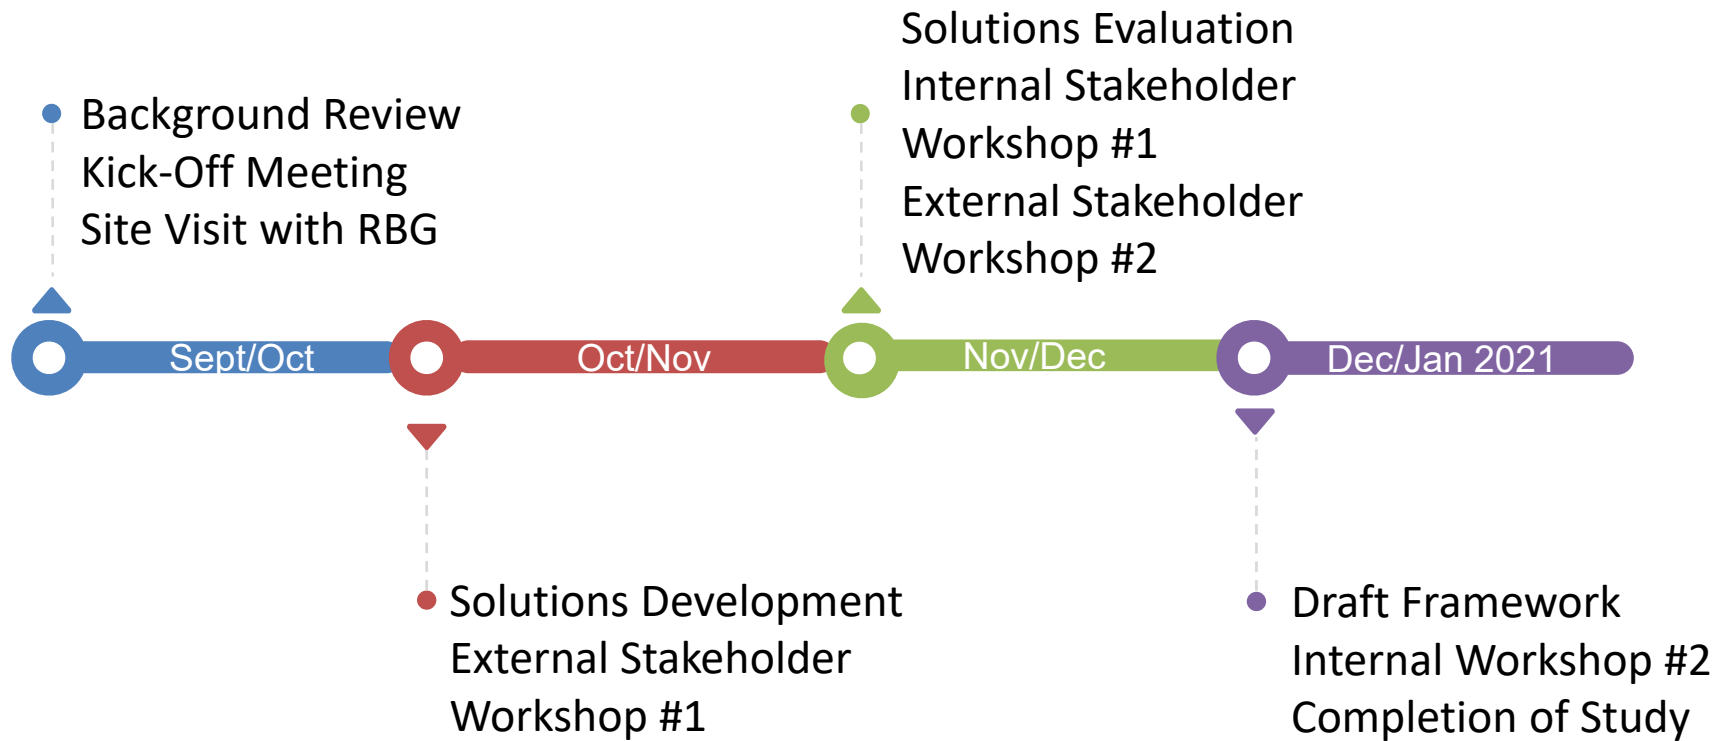 Solutions Evaluation
Internal Stakeholder
Workshop #1
External Stakeholder
Workshop #2
Background Review
Kick-Off Meeting
Site Visit with RBG
Sept/Oct
Oct/Nov
Nov/Dec
Dec/Jan 2021
Solutions Development
External Stakeholder
Workshop #1
Draft Framework
Internal Workshop #2
Completion of Study